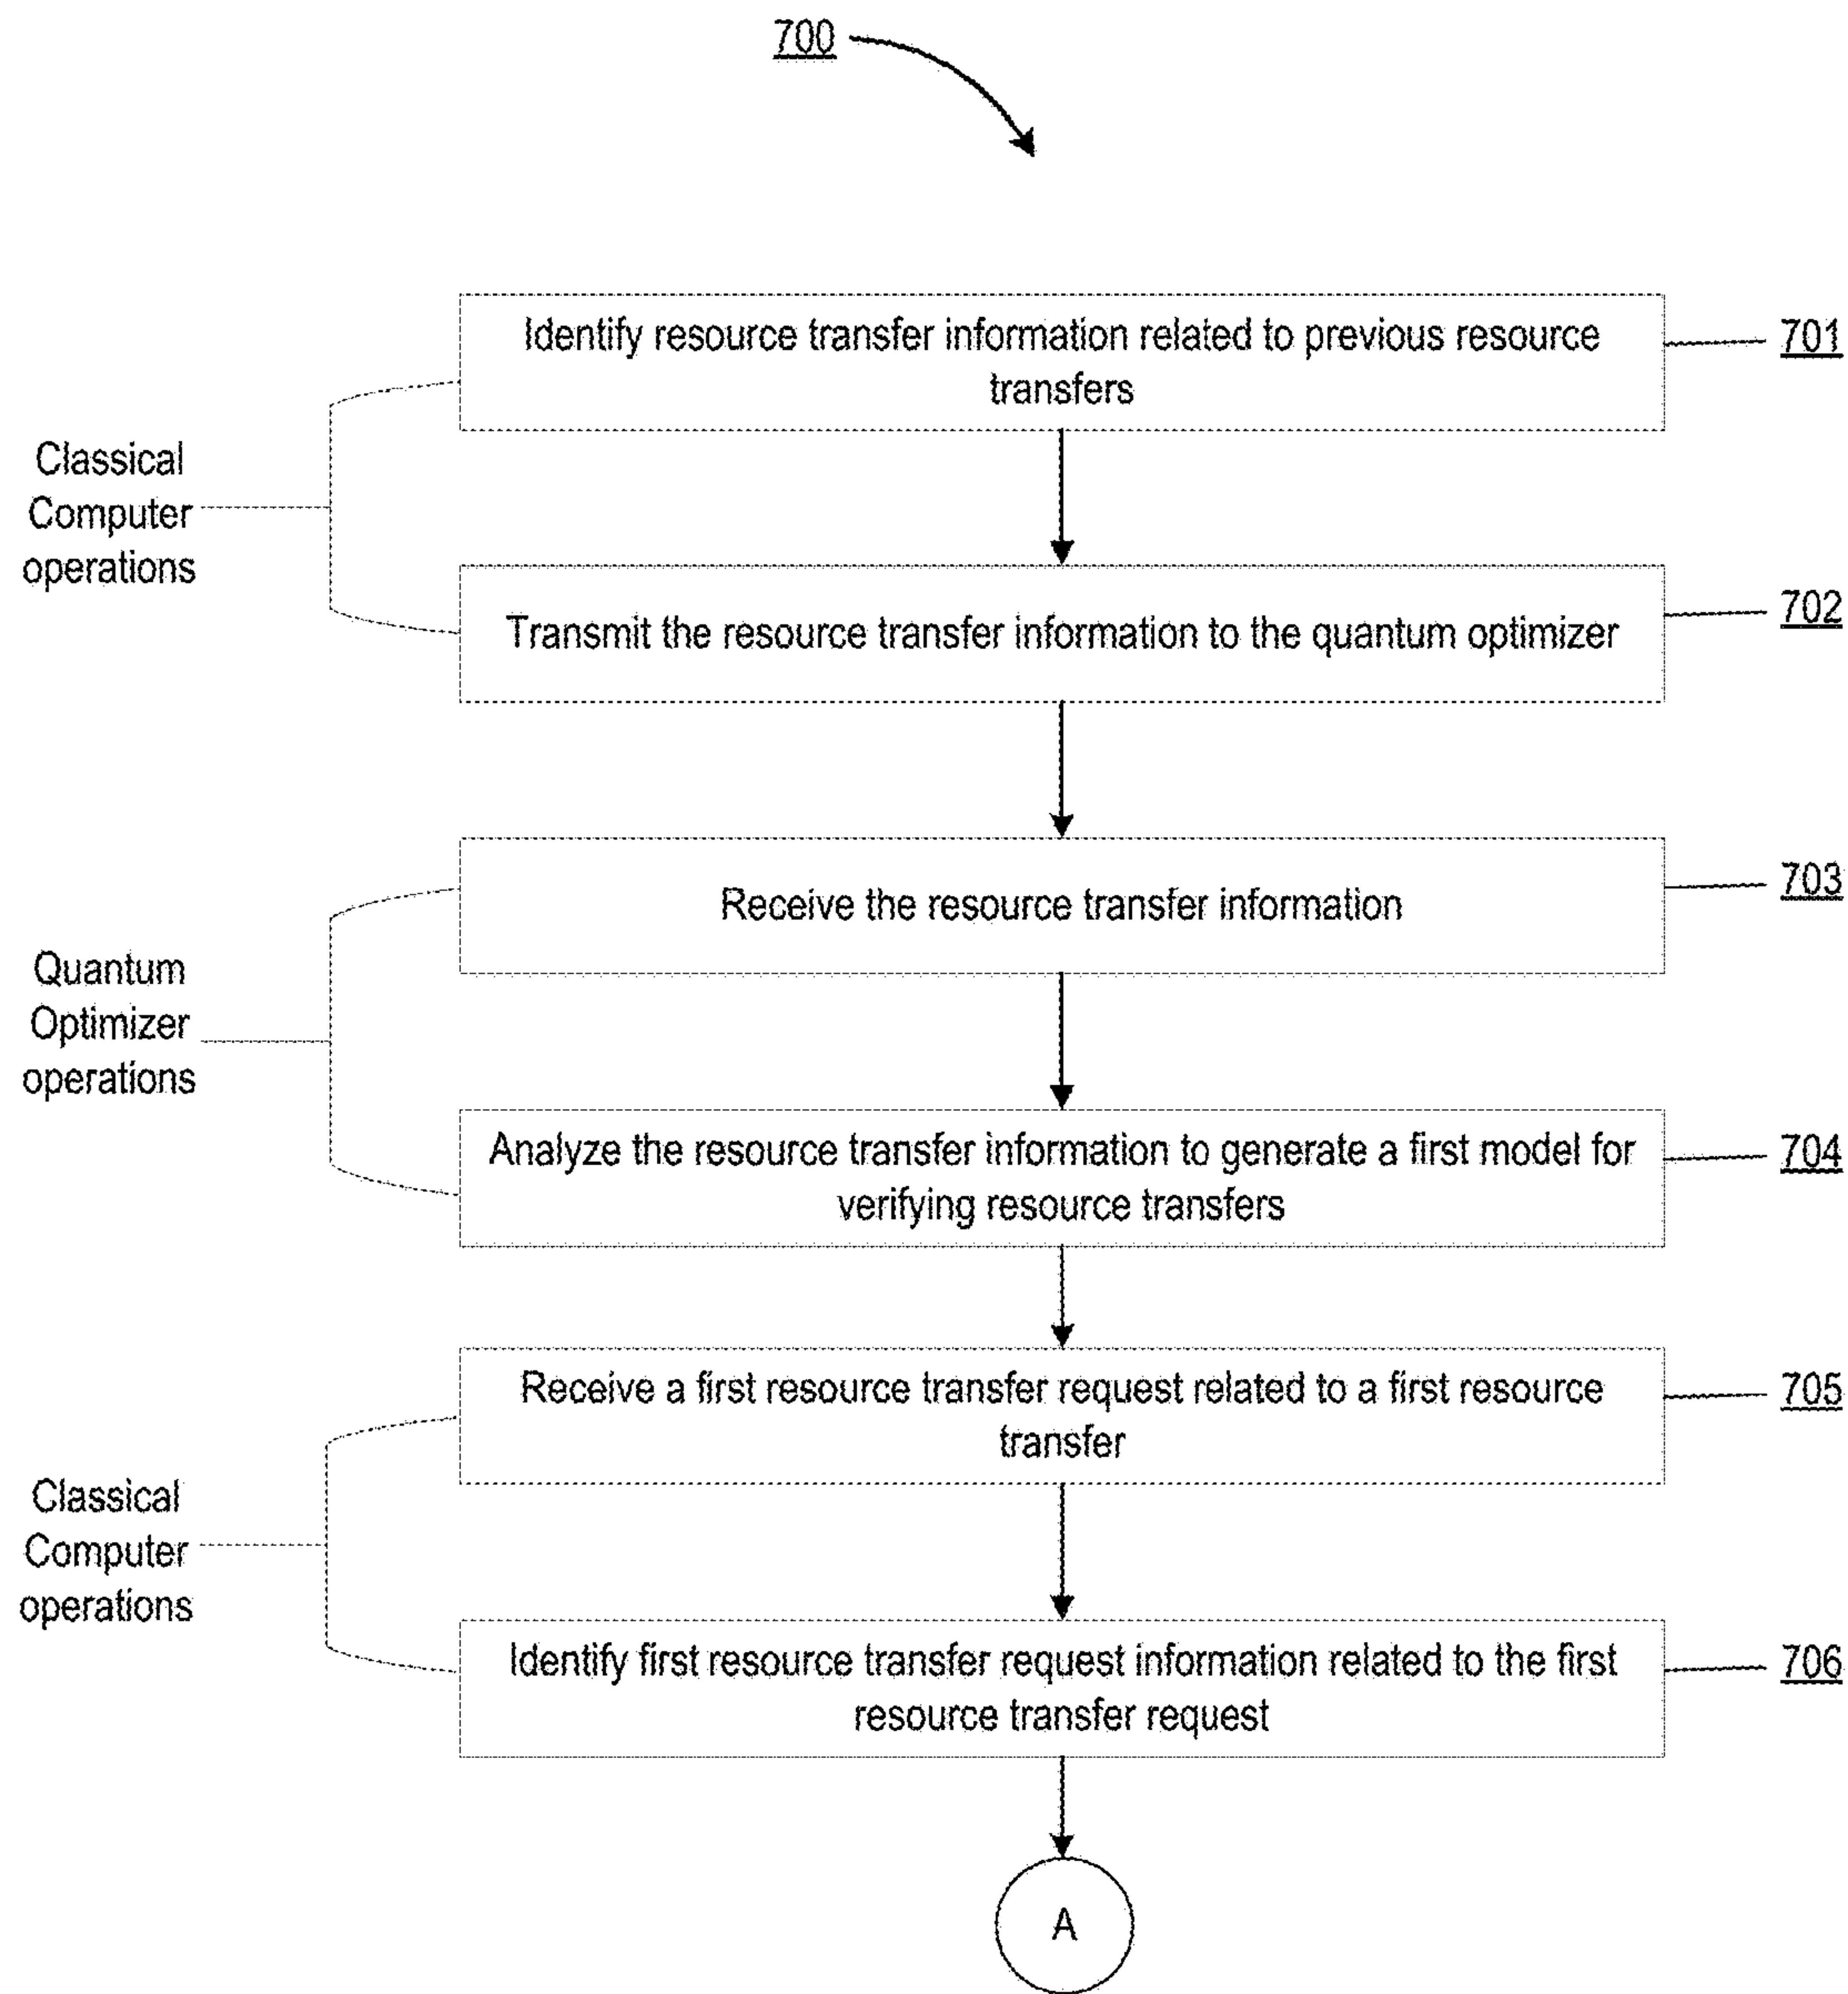 700
Identify resource transfer information related to previous resource
transfers
701
Classical
Computer
operations
Transmit the resource transfer information to the quantum optimizer
702
Receive the resource transfer information
703
Quantum
Optimizer
operations
Analyze the resource transfer information to generate a first model for
verifying resource transfers
704
Receive a first resource transfer request related to a first resource
transfer
705
Classical
Computer
operations
Identify first resource transfer request information related to the first
resource transfer request
706
A